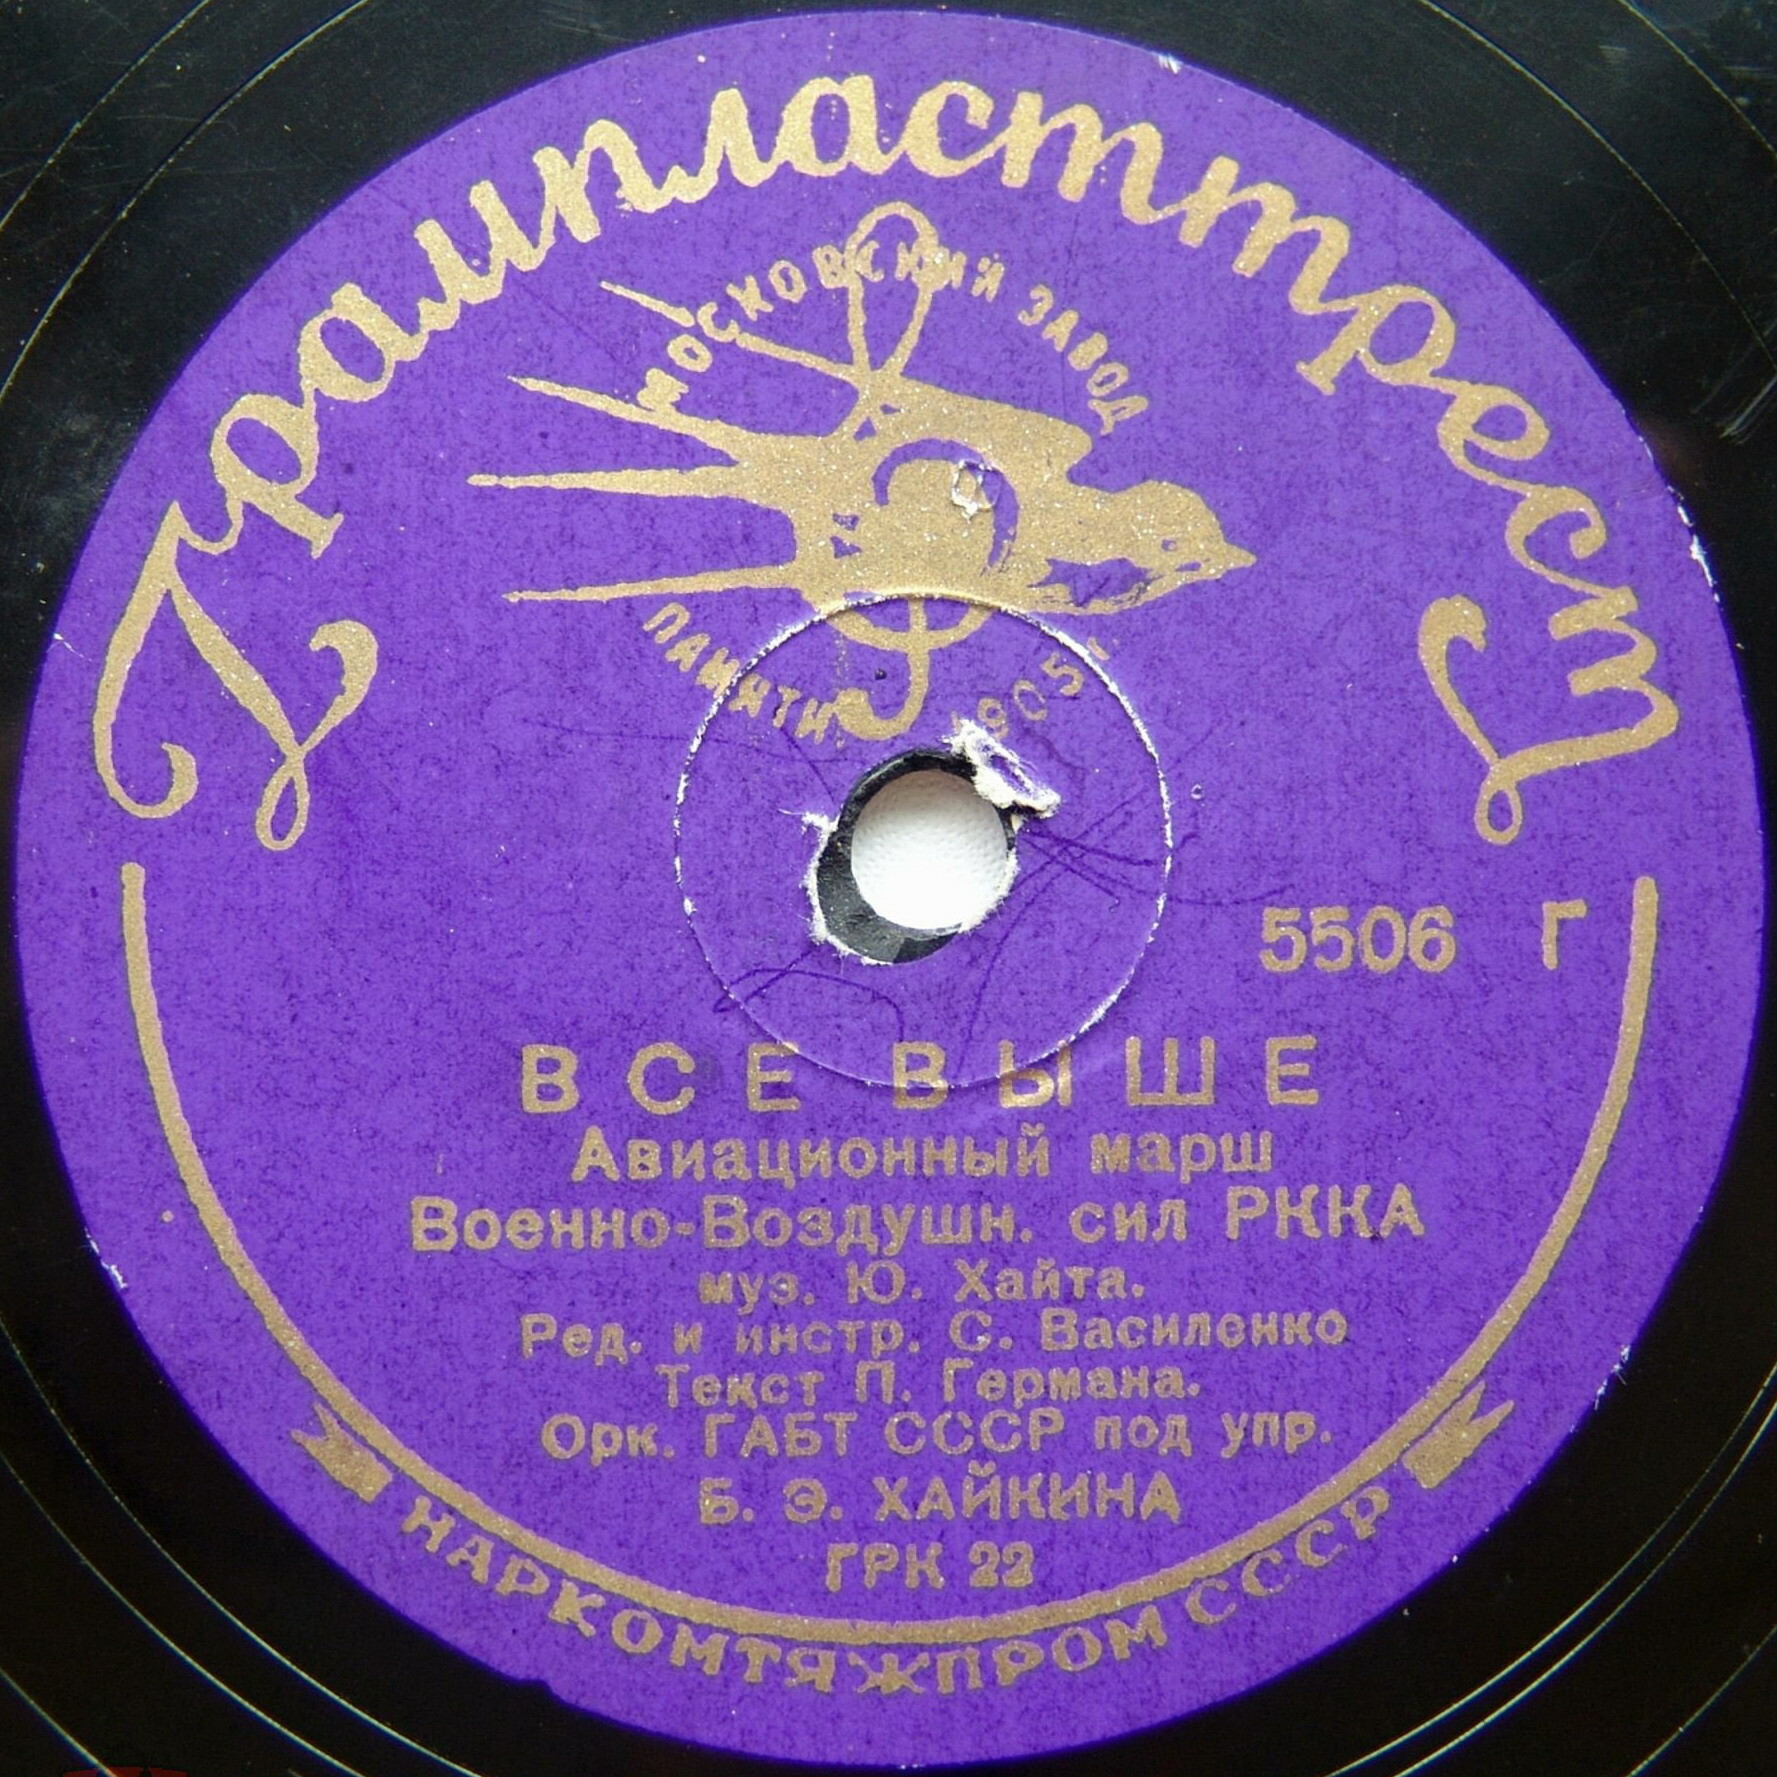 Грампласттрест
МОСКОВСКИЙ ЗАВОД
ПАМЯТИ 1905 г.
5506 Г
ВСЕ ВЫШЕ
Авиационный марш
Военно-Воздушн. сил РККА
муз. Ю. Хайта.
Ред. и инстр. С. Василенко
Текст П. Германа.
Орк. ГАБТ СССР под упр.
Б. Э. ХАЙКИНА
ГРК 22
НАРКОМТЯЖПРОМ СССР